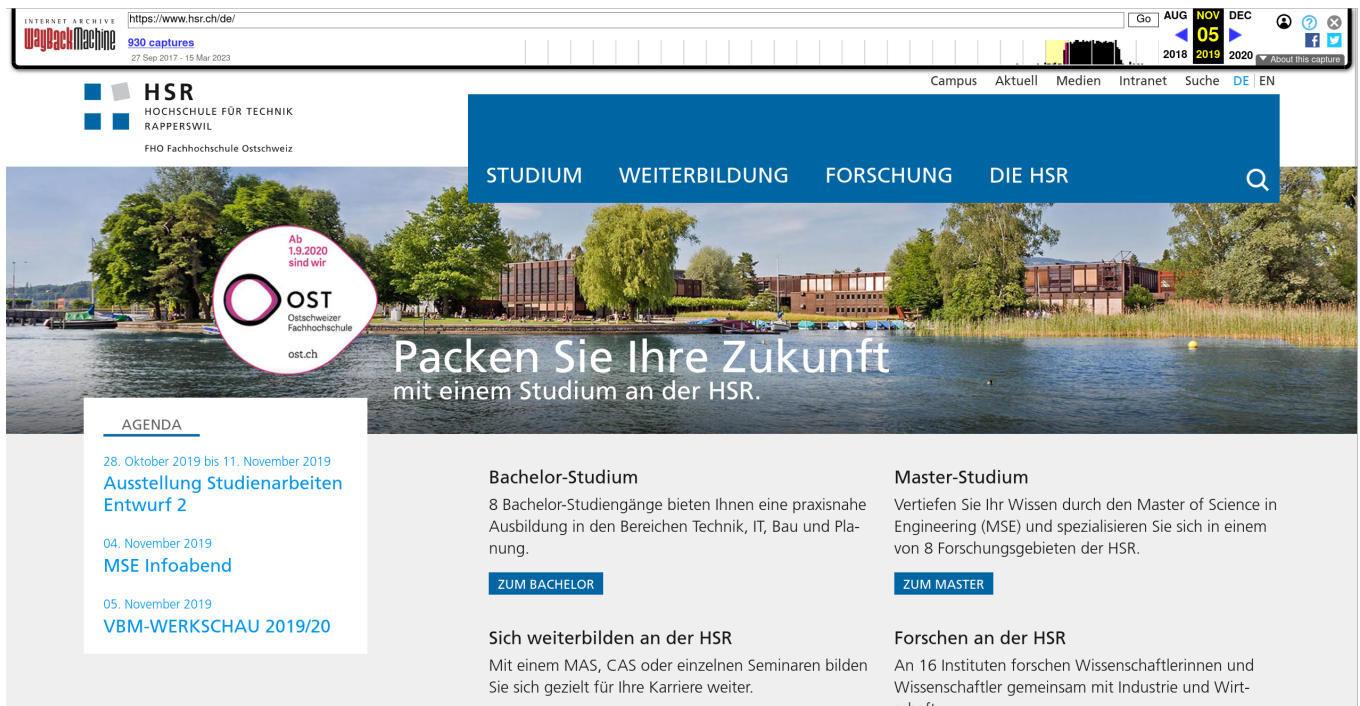 INTERNET ARCHIVE
WayBackMachine
https://www.hsr.ch/de/
Go
930 captures
27 Sep 2017 - 15 Mar 2023
AUG NOV DEC
05
2018 2019 2020
▼ About this capture
HSR
HOCHSCHULE FÜR TECHNIK
RAPPERSWIL
FHO Fachhochschule Ostschweiz
Campus Aktuell Medien Intranet Suche DE EN
STUDIUM WEITERBILDUNG FORSCHUNG DIE HSR
Ab
1.9.2020
sind wir
OST
Ostschweizer
Fachhochschule
ost.ch
Packen Sie Ihre Zukunft
mit einem Studium an der HSR.
AGENDA
28. Oktober 2019 bis 11. November 2019
Ausstellung Studienarbeiten
Entwurf 2
04. November 2019
MSE Infoabend
05. November 2019
VBM-WERKSCHAU 2019/20
Bachelor-Studium
8 Bachelor-Studiengänge bieten Ihnen eine praxisnahe
Ausbildung in den Bereichen Technik, IT, Bau und Pla-
nung.
ZUM BACHELOR
Master-Studium
Vertiefen Sie Ihr Wissen durch den Master of Science in
Engineering (MSE) und spezialisieren Sie sich in einem
von 8 Forschungsgebieten der HSR.
ZUM MASTER
Sich weiterbilden an der HSR
Mit einem MAS, CAS oder einzelnen Seminaren bilden
Sie sich gezielt für Ihre Karriere weiter.
Forschen an der HSR
An 16 Instituten forschen Wissenschaftlerinnen und
Wissenschaftler gemeinsam mit Industrie und Wirt-